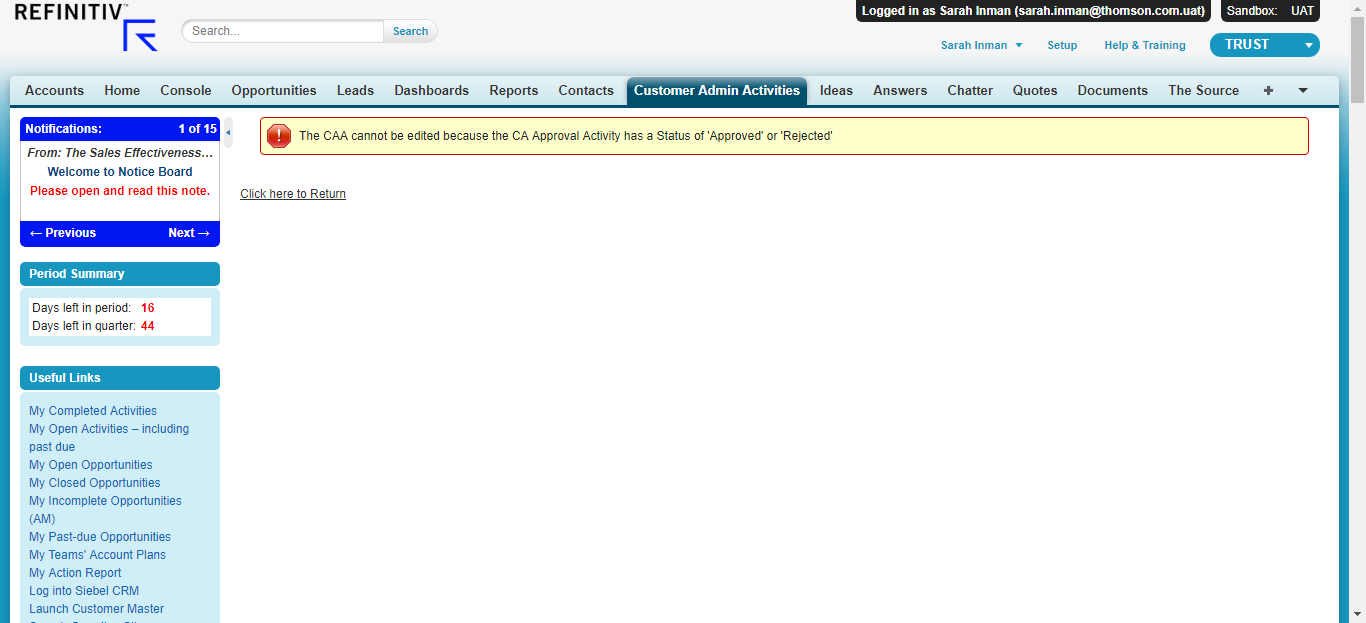 REFINITIV
Search...
Search
Logged in as Sarah Inman (sarah.inman@thomson.com.uat)
Sandbox: UAT
Sarah Inman
Setup
Help & Training
TRUST
Accounts Home Console Opportunities Leads Dashboards Reports Contacts Customer Admin Activities Ideas Answers Chatter Quotes Documents The Source
Notifications: 1 of 15
From: The Sales Effectiveness...
Welcome to Notice Board
Please open and read this note.
← Previous Next →
The CAA cannot be edited because the CA Approval Activity has a Status of 'Approved' or 'Rejected'
Click here to Return
Period Summary
Days left in period: 16
Days left in quarter: 44
Useful Links
My Completed Activities
My Open Activities – including
past due
My Open Opportunities
My Closed Opportunities
My Incomplete Opportunities
(AM)
My Past-due Opportunities
My Teams' Account Plans
My Action Report
Log into Siebel CRM
Launch Customer Master